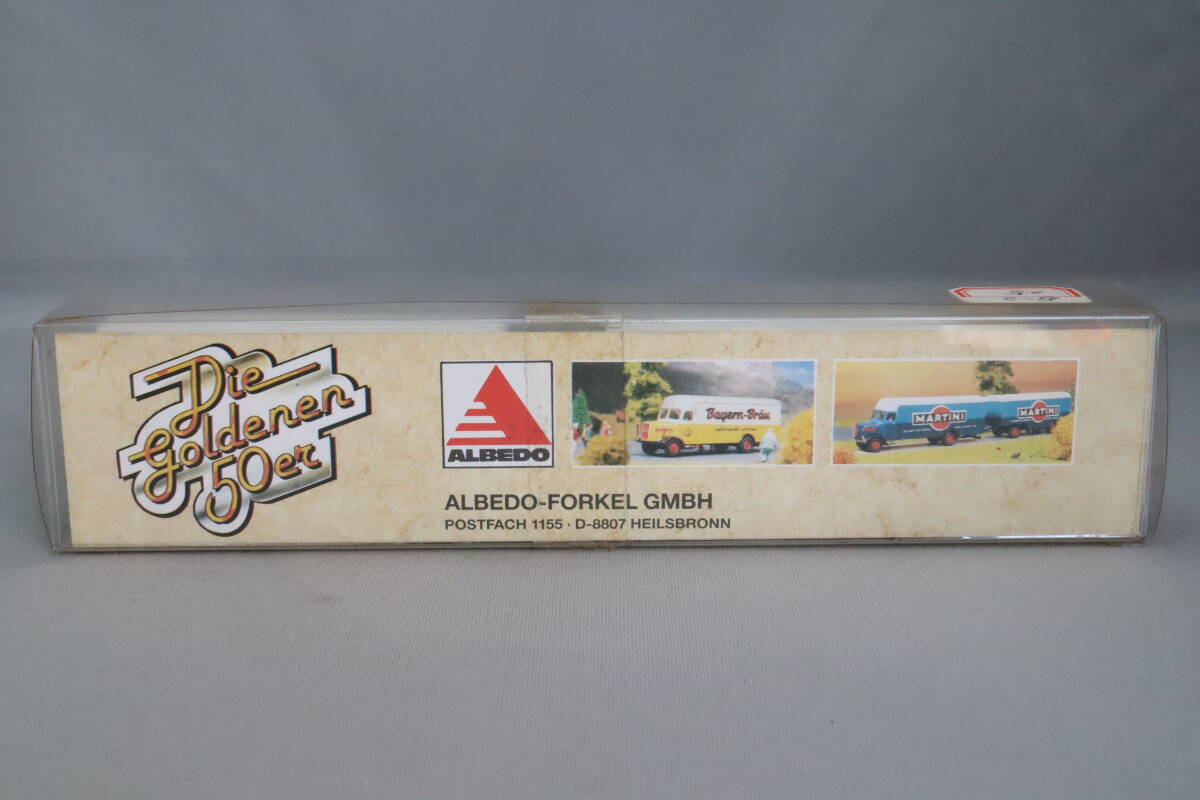 Die
Goldenen
50er
ALBEDO
Bayern-Bräu
MARTINI
MARTINI
ALBEDO-FORKEL GMBH
POSTFACH 1155 · D-8807 HEILSBRONN